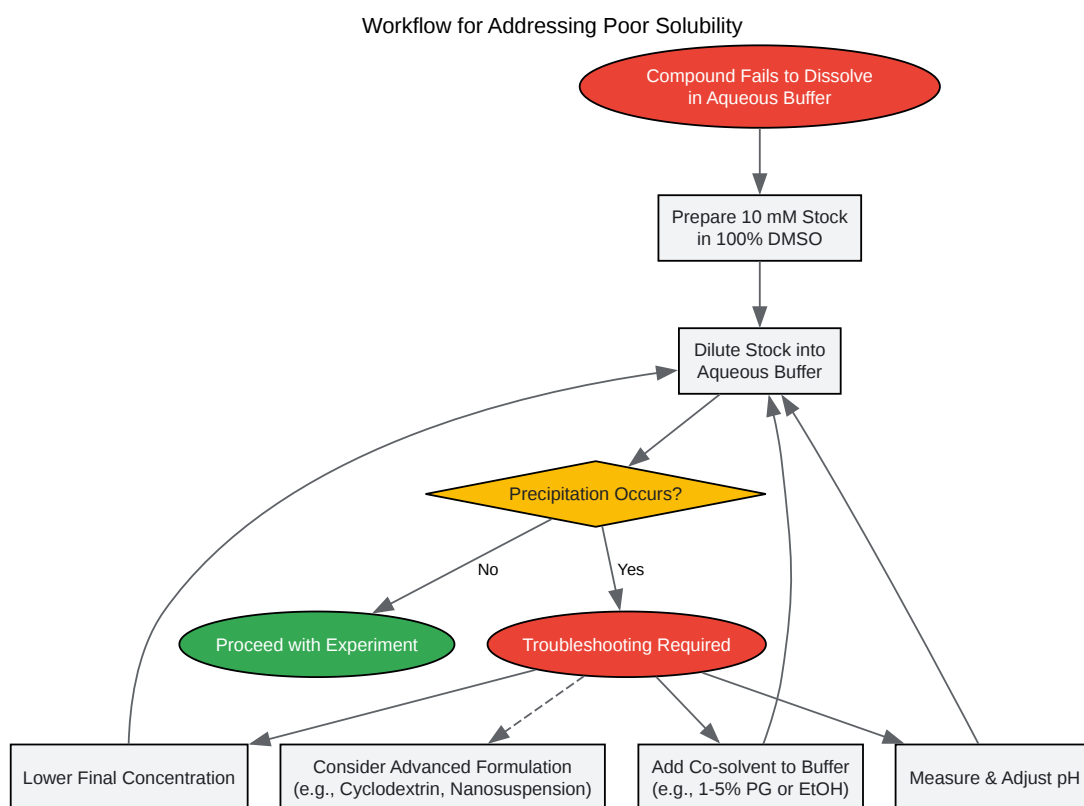 Workflow for Addressing Poor Solubility
Compound Fails to Dissolve
in Aqueous Buffer
Prepare 10 mM Stock
in 100% DMSO
Dilute Stock into
Aqueous Buffer
Precipitation Occurs?
No
Yes
Proceed with Experiment
Troubleshooting Required
Lower Final Concentration
Consider Advanced Formulation
(e.g., Cyclodextrin, Nanosuspension)
Add Co-solvent to Buffer
(e.g., 1-5% PG or EtOH)
Measure & Adjust pH